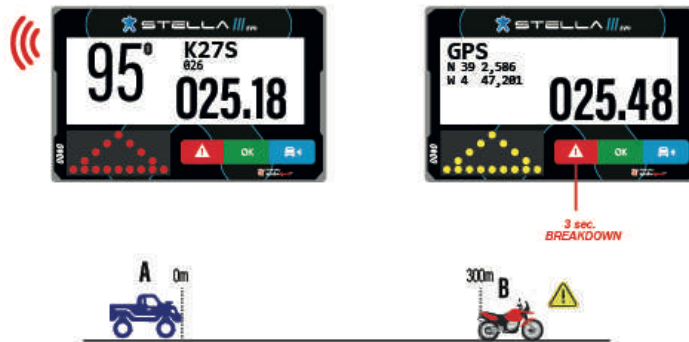 STELLA III
95° K27S
026
025.18
OK
STELLA III
GPS
N 39 2,586
W 4 47,201
025.48
OK
3 sec.
BREAKDOWN
A 0m
300m B